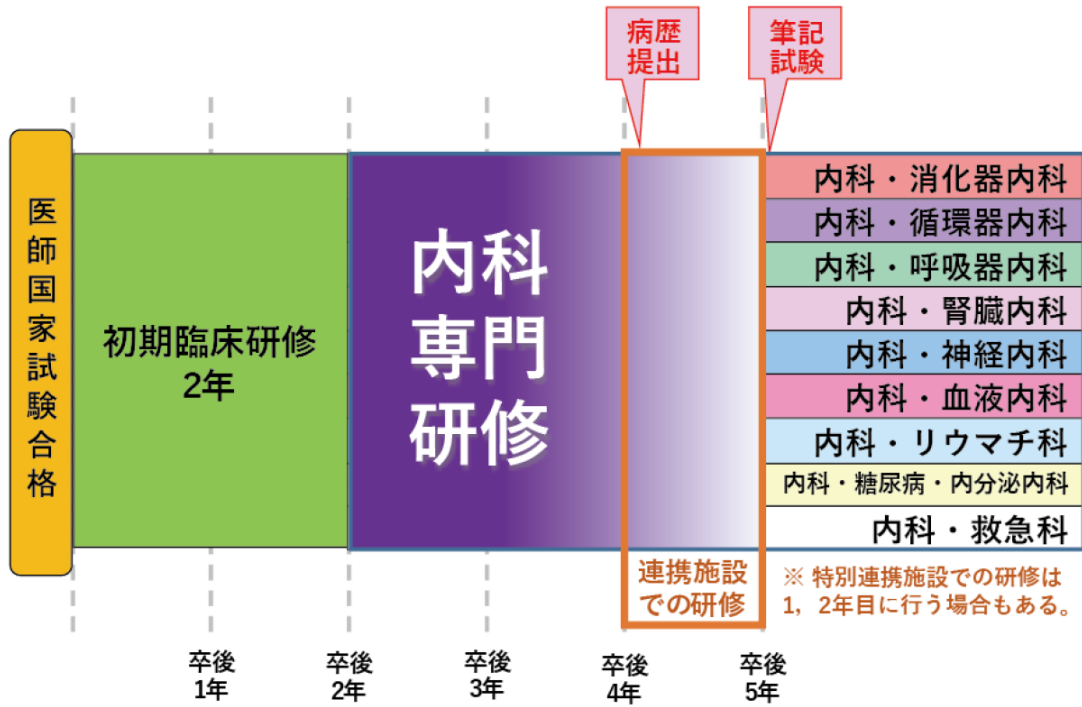 病歴
提出
筆記
試験
医師国家試験合格
初期臨床研修
2年
内科
専門
研修
内科・消化器内科
内科・循環器内科
内科・呼吸器内科
内科・腎臓内科
内科・神経内科
内科・血液内科
内科・リウマチ科
内科・糖尿病・内分泌内科
内科・救急科
連携施設
での研修
※ 特別連携施設での研修は
1，2年目に行う場合もある。
卒後
1年
卒後
2年
卒後
3年
卒後
4年
卒後
5年